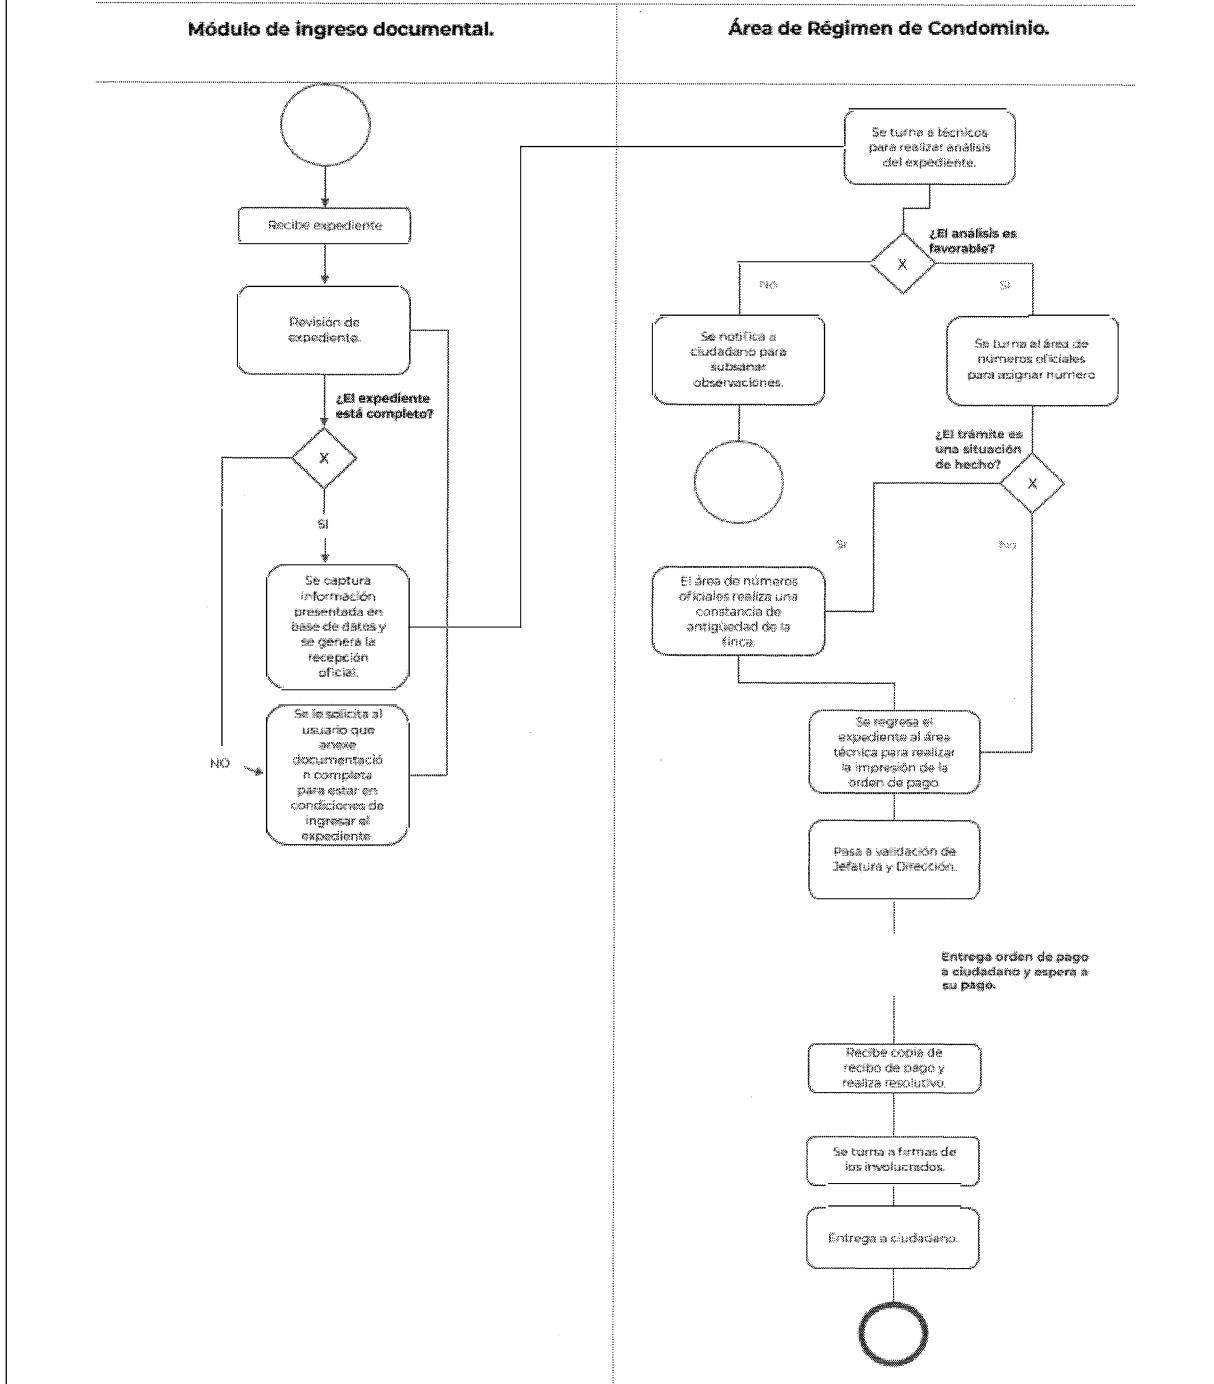 Módulo de ingreso documental.
Área de Régimen de Condominio.
Recibe expediente
Revisión de
expediente.
¿El expediente
está completo?
X
SI
Se captura
información
presentada en
base de datos y
se genera la
recepción
oficial.
NO
Se le solicita al
usuario que
anexe
documentació
n completa
para estar en
condiciones de
ingresar el
expediente
Se turna a técnicos
para realizar análisis
del expediente.
¿El análisis es
favorable?
X
No
Si
Se notifica a
ciudadano para
subsanar
observaciones.
Se turna al área de
números oficiales
para asignar número
¿El trámite es
una situación
de hecho?
X
Si
No
El área de números
oficiales realiza una
constancia de
antigüedad de la
finca.
Se regresa el
expediente al área
técnica para realizar
la impresión de la
orden de pago
Pasa a validación de
Jefatura y Dirección.
Entrega orden de pago
a ciudadano y espera a
su pago.
Recibe copia de
recibo de pago y
realiza resolutivo.
Se turna a firmas de
los involucrados.
Entrega a ciudadano.